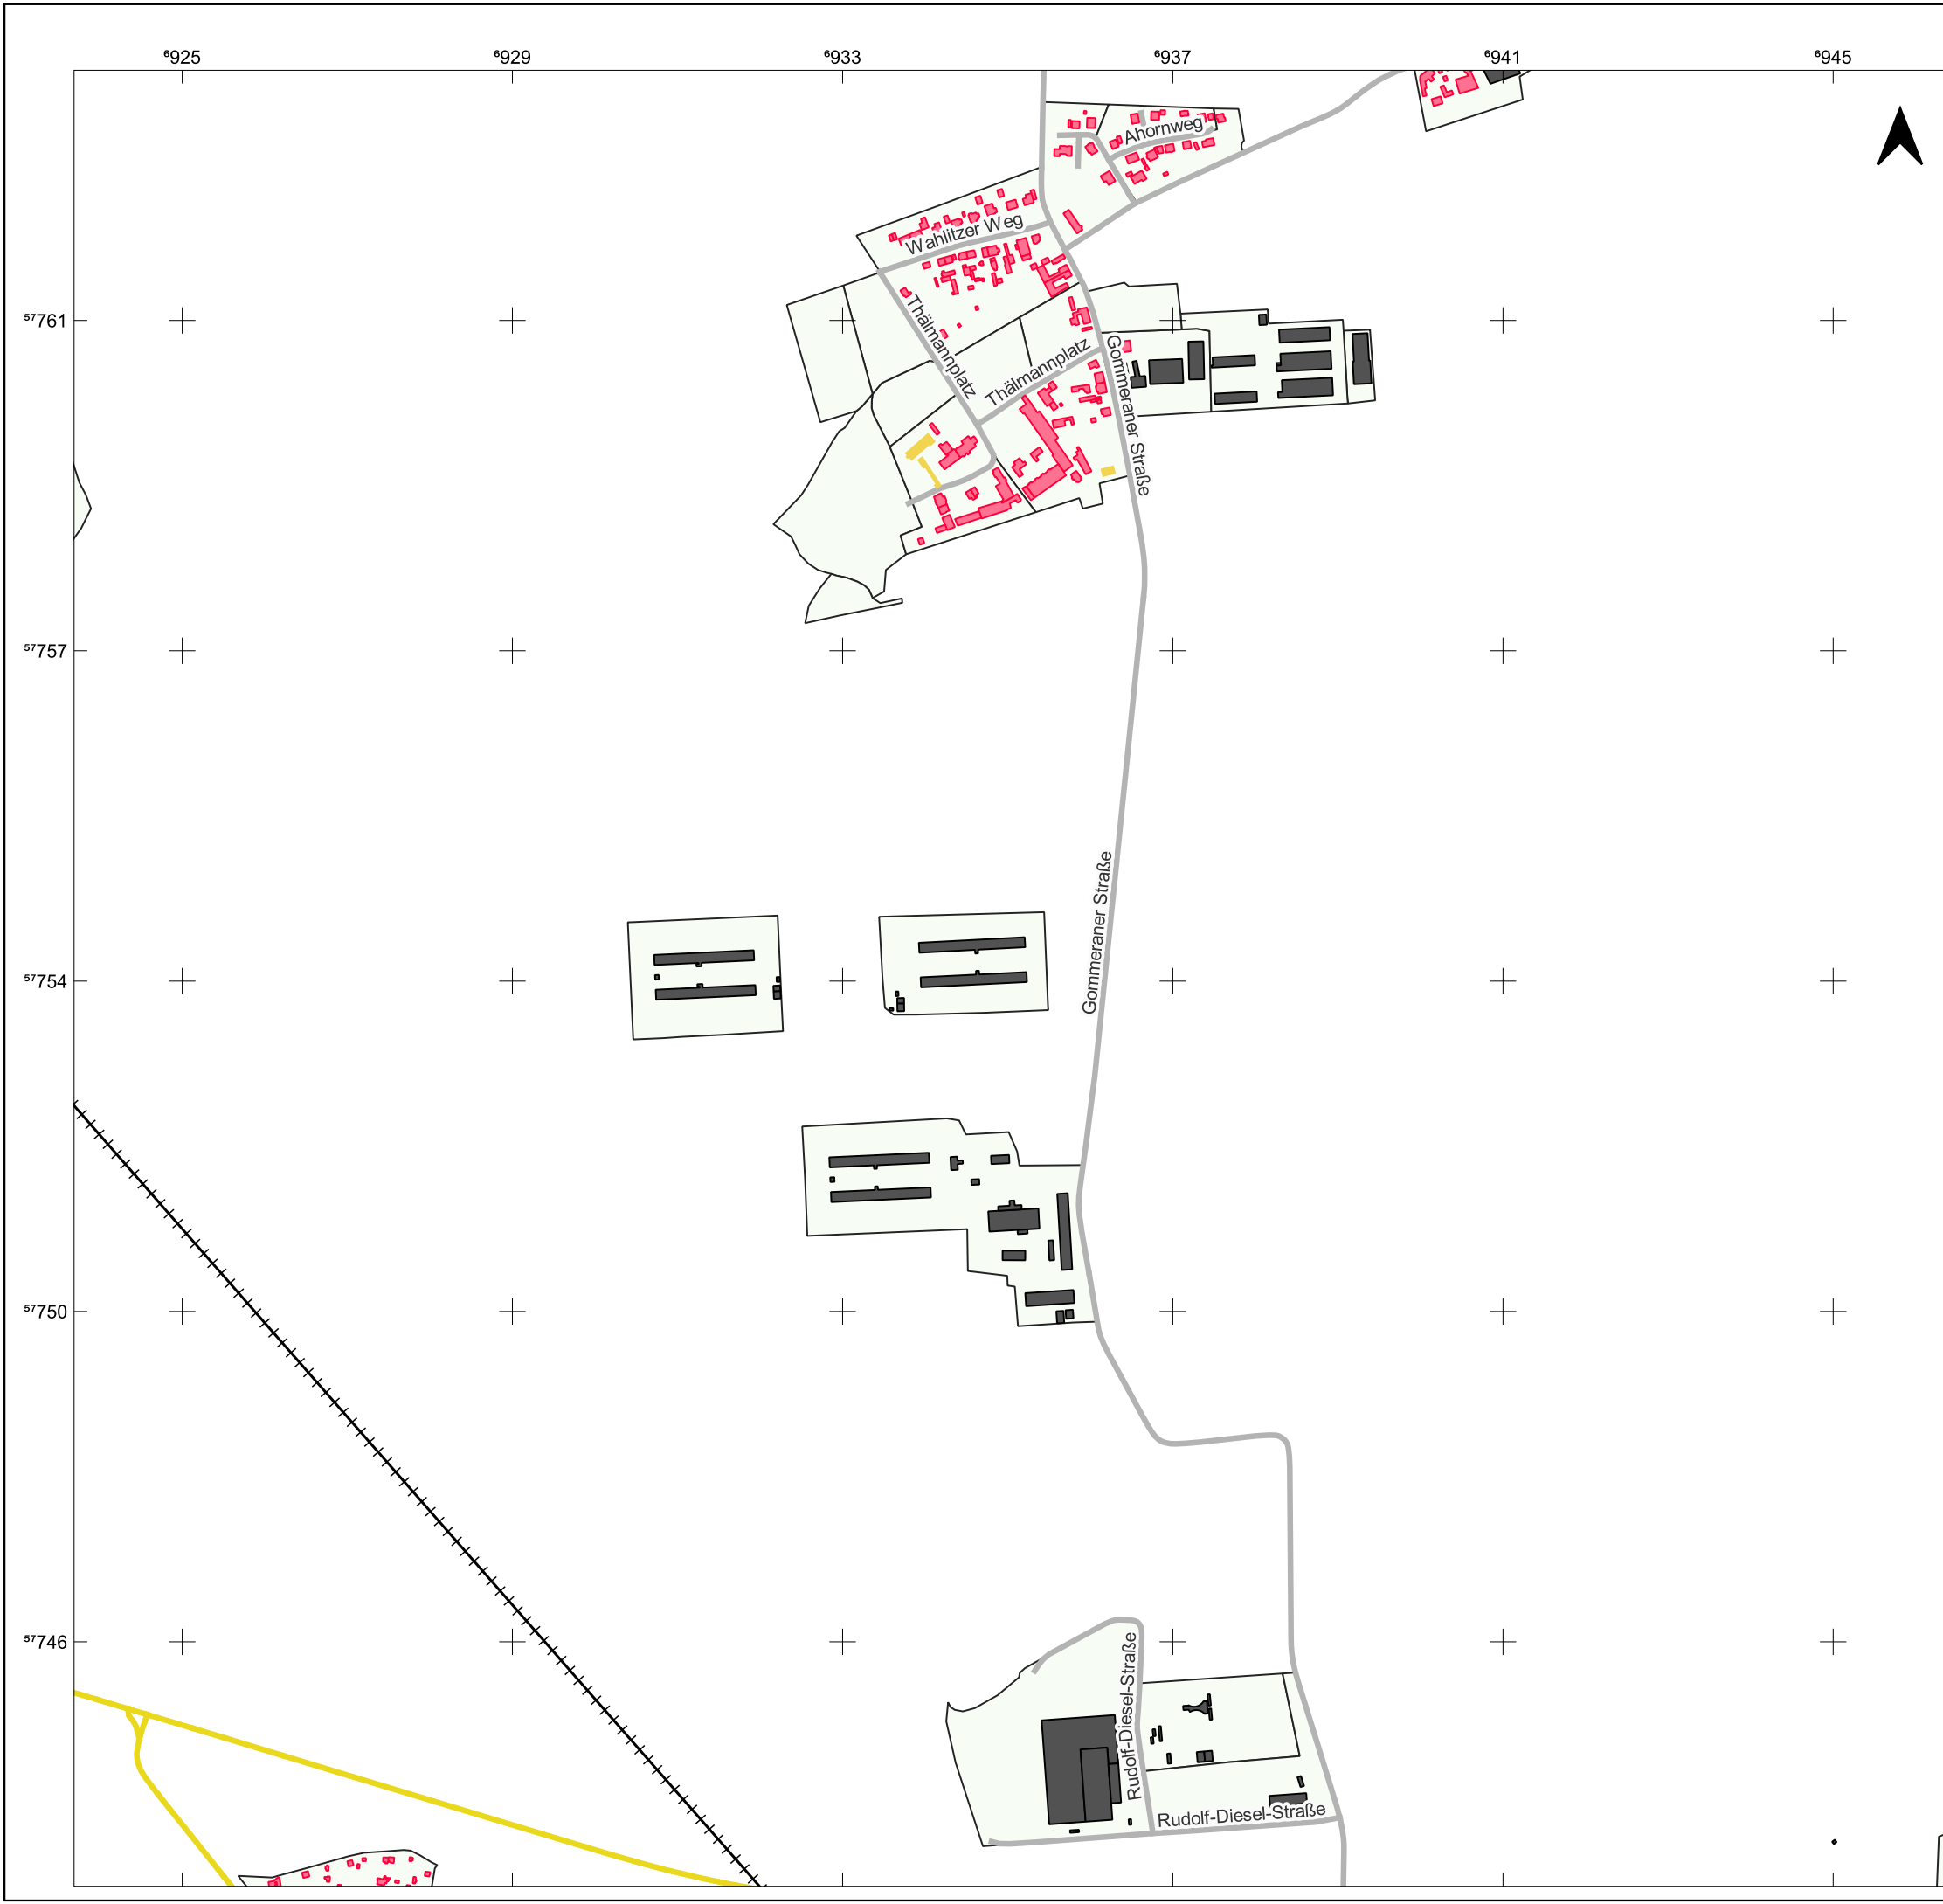 ⁶925 ⁶929 ⁶933 ⁶937 ⁶941 ⁶945
Ahornweg
Wahlitzer Weg
⁵⁷761
Thälmannplatz
Thälmannplatz
Gommeraner Straße
⁵⁷757
Gommeraner Straße
⁵⁷754
⁵⁷750
⁵⁷746
Rudolf-Diesel-Straße
Rudolf-Diesel-Straße